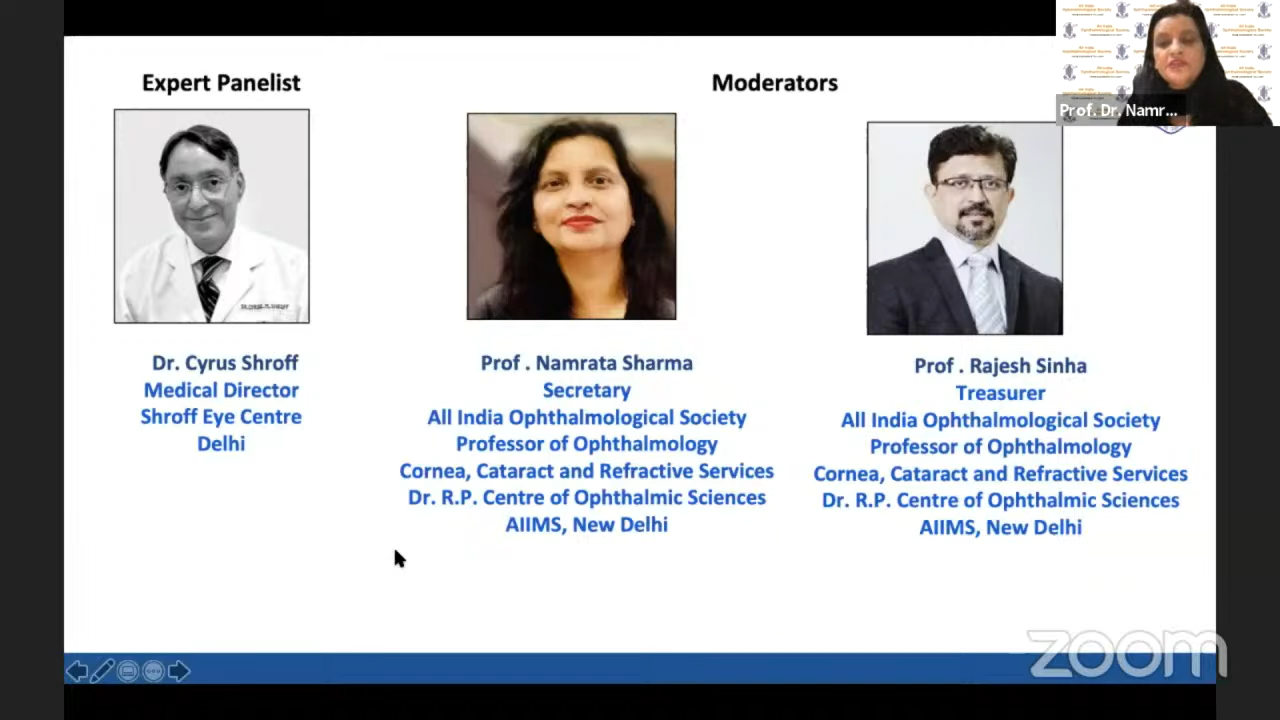 Expert Panelist
Moderators
Prof. Dr. Namr...
Dr. Cyrus Shroff
Medical Director
Shroff Eye Centre
Delhi
Prof . Namrata Sharma
Secretary
All India Ophthalmological Society
Professor of Ophthalmology
Cornea, Cataract and Refractive Services
Dr. R.P. Centre of Ophthalmic Sciences
AIIMS, New Delhi
Prof . Rajesh Sinha
Treasurer
All India Ophthalmological Society
Professor of Ophthalmology
Cornea, Cataract and Refractive Services
Dr. R.P. Centre of Ophthalmic Sciences
AIIMS, New Delhi
zoom